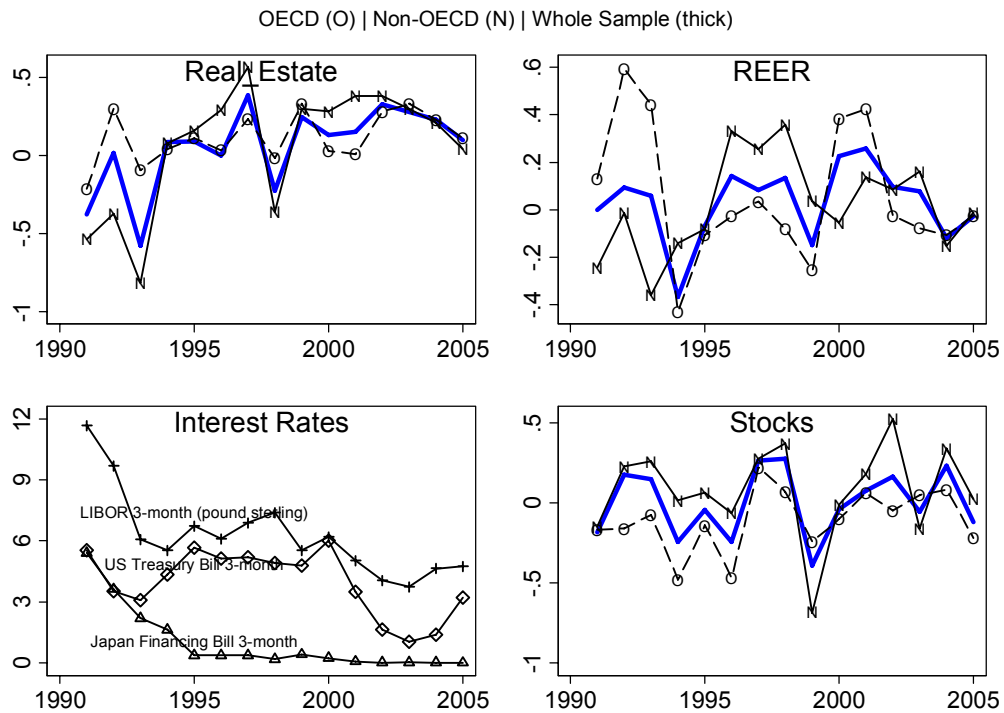 OECD (O) | Non-OECD (N) | Whole Sample (thick)
Real Estate
.5
0
-.5
-1
1990 1995 2000 2005
REER
.6
.4
.2
0
-.2
-.4
1990 1995 2000 2005
Interest Rates
12
9
6
3
0
LIBOR 3-month (pound sterling)
US Treasury Bill 3-month
Japan Financing Bill 3-month
1990 1995 2000 2005
Stocks
.5
0
-.5
-1
1990 1995 2000 2005